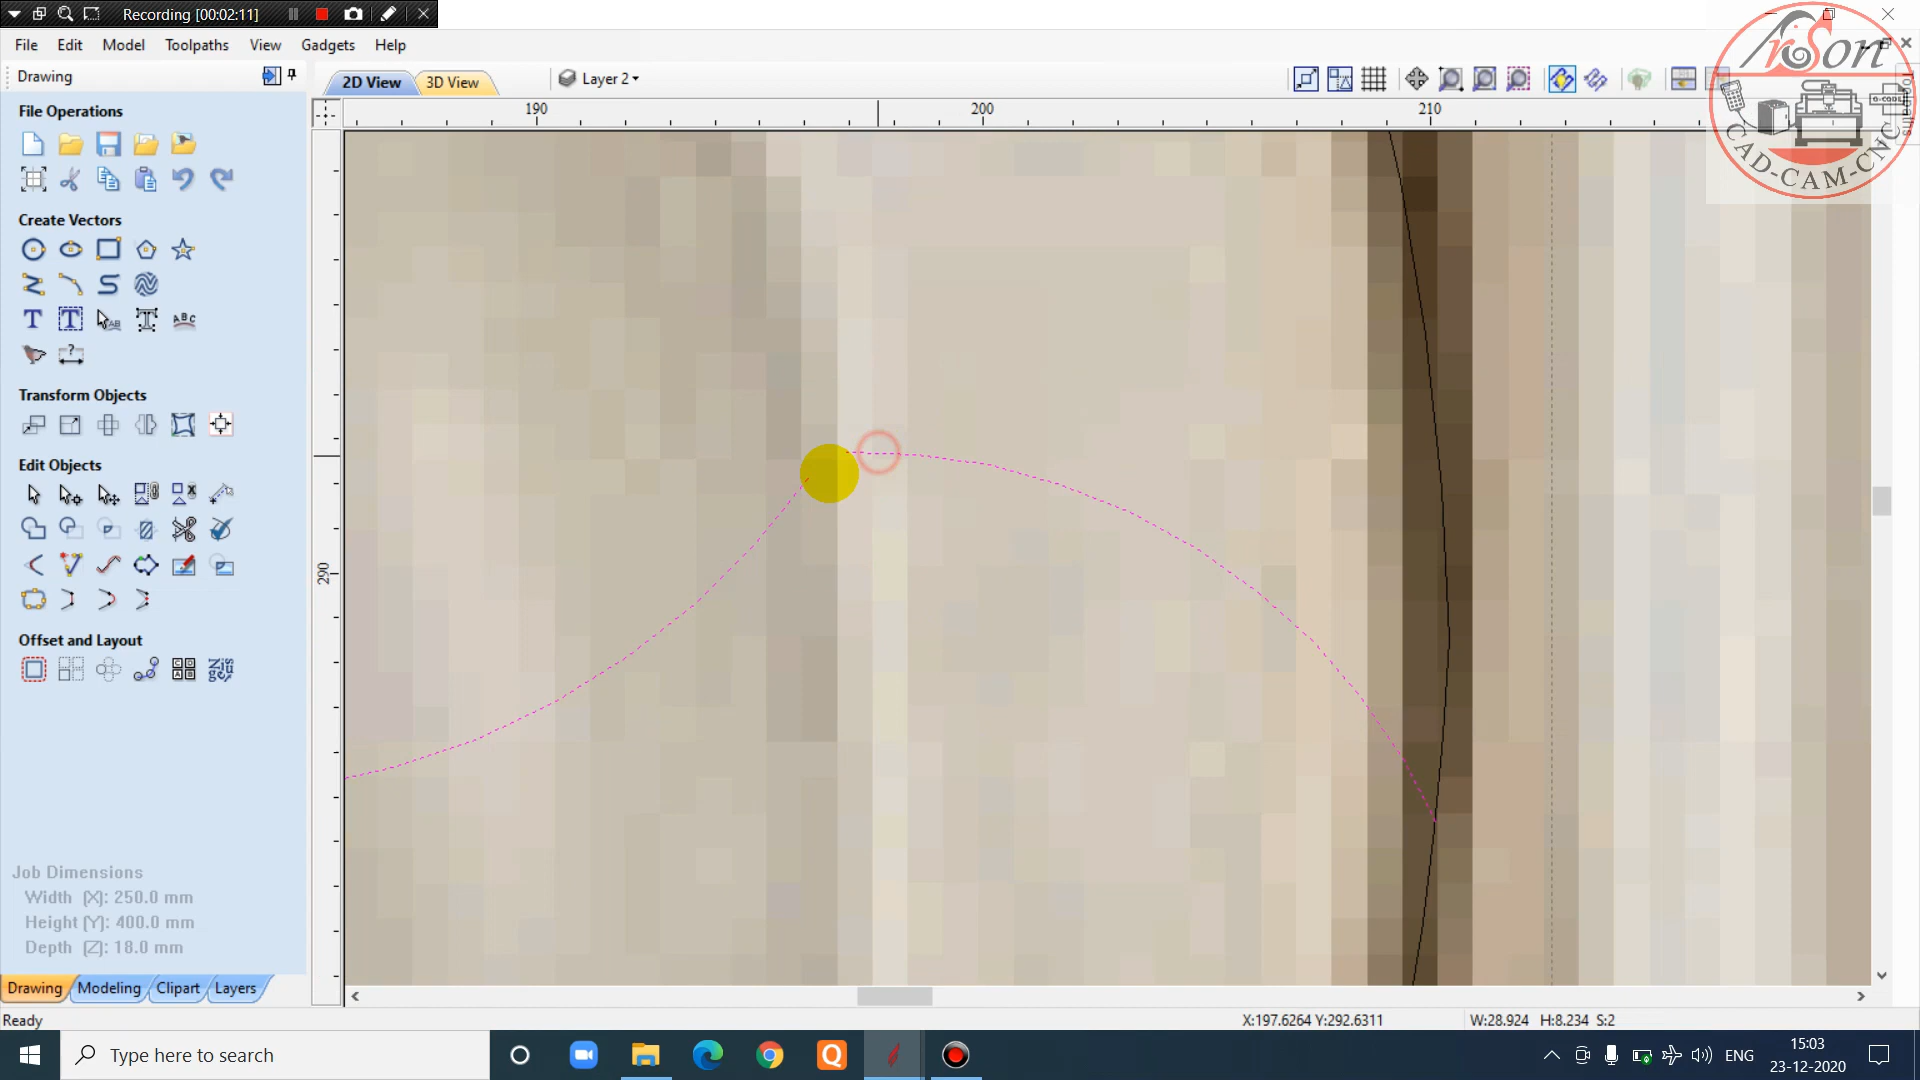 Recording [00:02:11]
File Edit Model Toolpaths View Gadgets Help
Drawing
2D View 3D View Layer 2
File Operations
190 200 210
Create Vectors
Transform Objects
Edit Objects
290
Offset and Layout
Job Dimensions
Width (X): 250.0 mm
Height (Y): 400.0 mm
Depth (Z): 18.0 mm
Drawing Modeling Clipart Layers
Ready
X:197.6264 Y:292.6311 W:28.924 H:8.234 S:2
Type here to search
ENG
15:03
23-12-2020
CAD-CAM-CNC